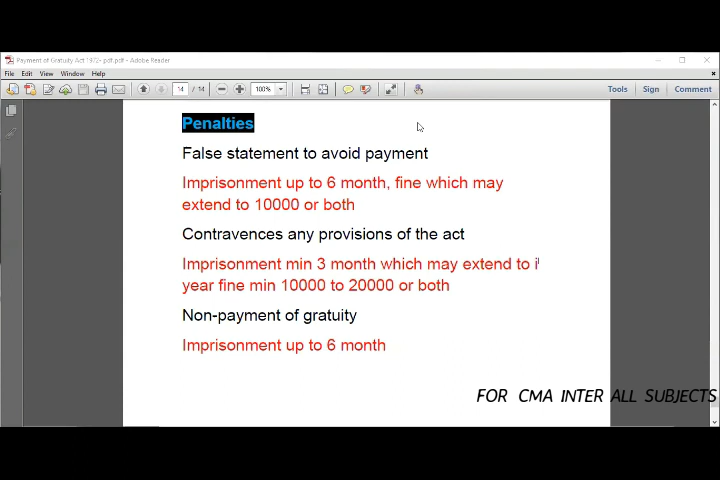 Payment of Gratuity Act 1972- pdf.pdf - Adobe Reader
File Edit View Window Help
14 / 14 100% Tools Sign Comment
Penalties
False statement to avoid payment
Imprisonment up to 6 month, fine which may
extend to 10000 or both
Contravences any provisions of the act
Imprisonment min 3 month which may extend to i
year fine min 10000 to 20000 or both
Non-payment of gratuity
Imprisonment up to 6 month
FOR CMA INTER ALL SUBJECTS